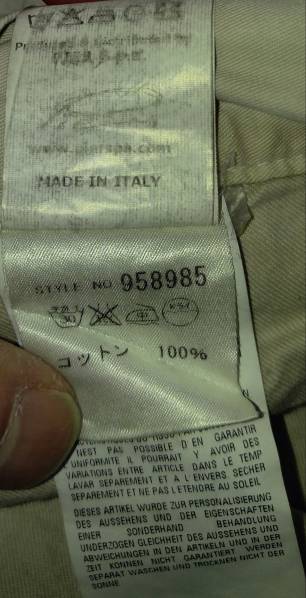 Produced & distributed by
www.pierspa.com
MADE IN ITALY
STYLE NO 958985
コットン 100%
N'EST PAS POSSIBLE D'EN GARANTIR
L'UNIFORMITE IL POURRAIT Y AVOIR DES
VARIATIONS ENTRE ARTICLE DANS LE TEMP
LAVAR SEPAREMENT ET A L'ENVERS SECHER
SEPAREMENT ET NE PAS L'ETENDRE AU SOLEIL
DIESES ARTIKEL WURDE ZUR PERSONALISIERUNG
DES AUSSEHENS UND DER EIGENSCHAFTEN
EINER SONDERHAND BEHANDLUNG
UNDERZOGEN GLEICHHEIT DES AUSSEHENS UND
ABWEICHUNGEN IN DEN ARTIKELN UND IN DER
ZEIT KÖNNEN NICHT GARANTIERT WERDEN
SEPARAT WASCHEN UND TROCKNEN NICHT DER
SONNE